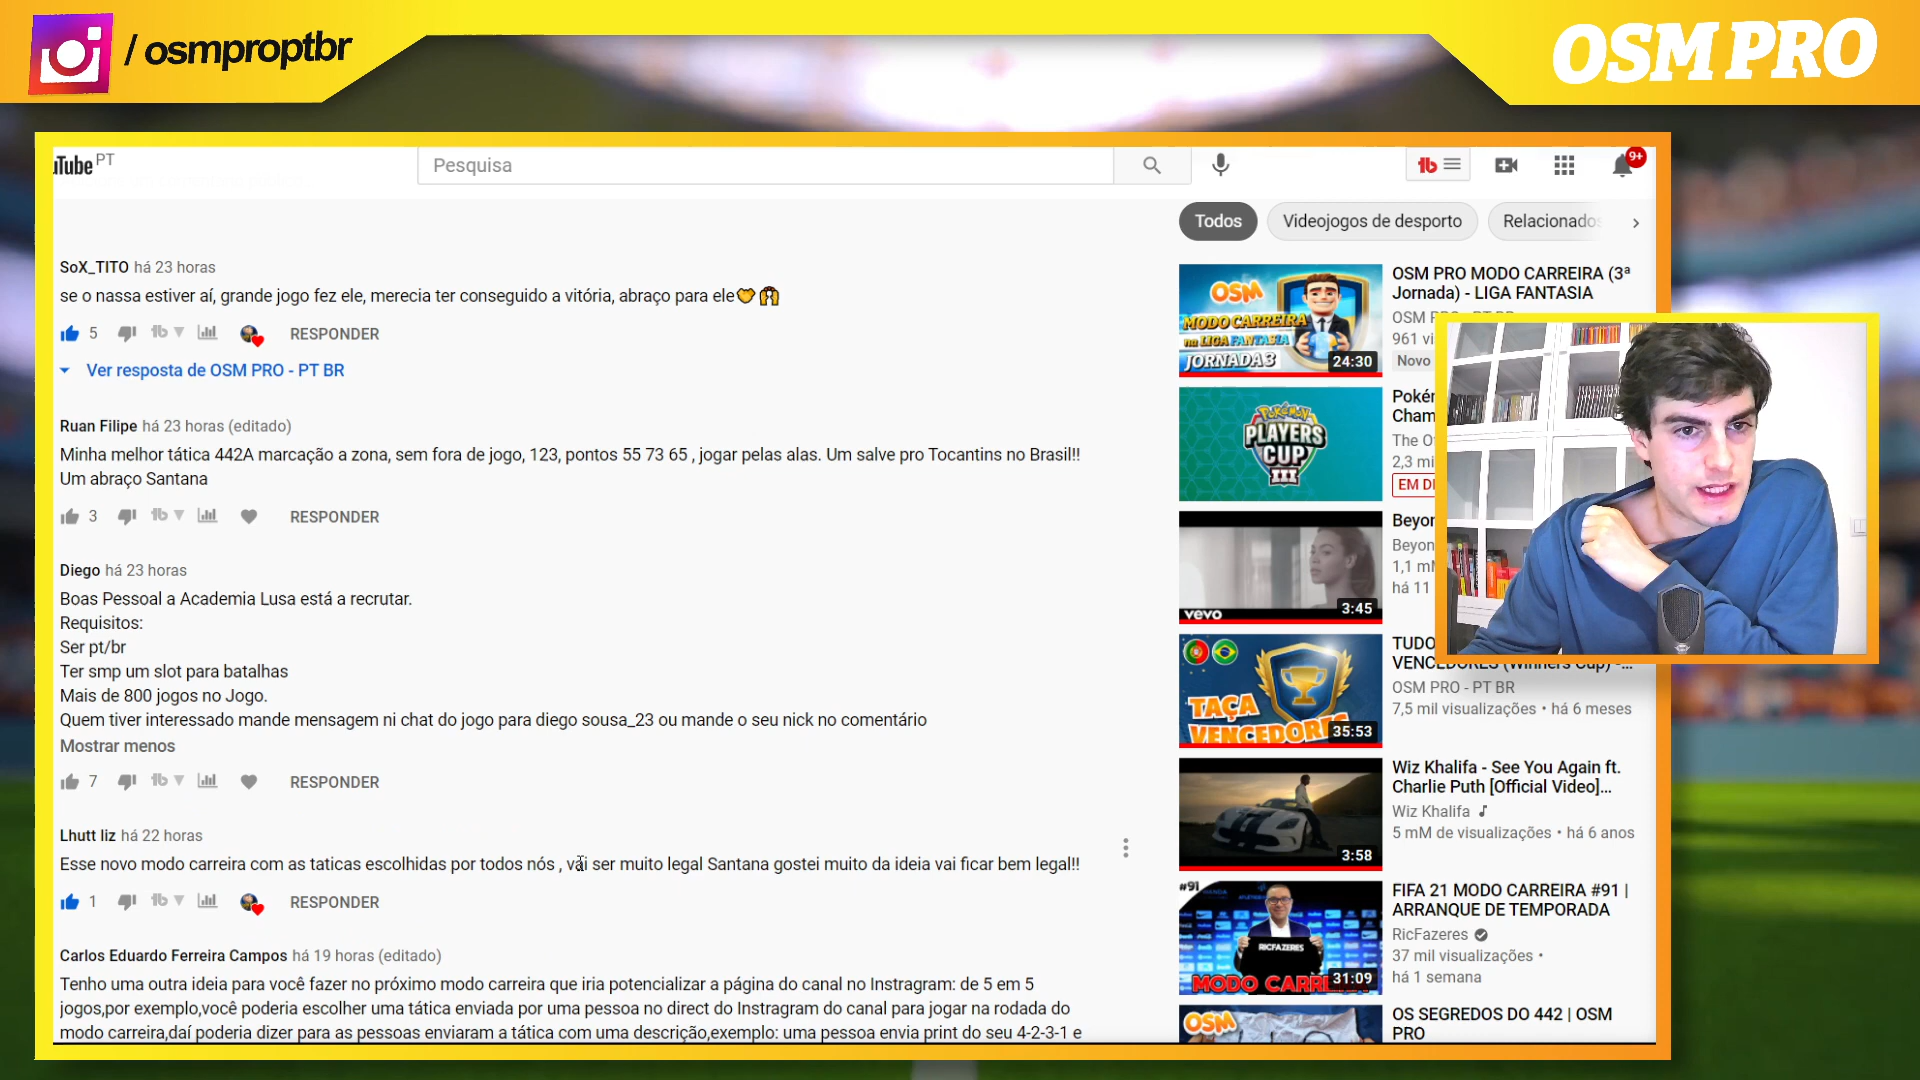 / osmproptbr
OSM PRO
uTube PT
Pesquisa
9+
Todos
Videojogos de desporto
Relacionados
SoX_TITO há 23 horas
se o nassa estiver aí, grande jogo fez ele, merecia ter conseguido a vitória, abraço para ele
5
RESPONDER
Ver resposta de OSM PRO - PT BR
Ruan Filipe há 23 horas (editado)
Minha melhor tática 442A marcação a zona, sem fora de jogo, 123, pontos 55 73 65 , jogar pelas alas. Um salve pro Tocantins no Brasil!!
Um abraço Santana
3
RESPONDER
Diego há 23 horas
Boas Pessoal a Academia Lusa está a recrutar.
Requisitos:
Ser pt/br
Ter smp um slot para batalhas
Mais de 800 jogos no Jogo.
Quem tiver interessado mande mensagem ni chat do jogo para diego sousa_23 ou mande o seu nick no comentário
Mostrar menos
7
RESPONDER
Lhutt liz há 22 horas
Esse novo modo carreira com as taticas escolhidas por todos nós , vai ser muito legal Santana gostei muito da ideia vai ficar bem legal!!
1
RESPONDER
Carlos Eduardo Ferreira Campos há 19 horas (editado)
Tenho uma outra ideia para você fazer no próximo modo carreira que iria potencializar a página do canal no Instagram: de 5 em 5
jogos,por exemplo,você poderia escolher uma tática enviada por uma pessoa no direct do Instragram do canal para jogar na rodada do
modo carreira,daí poderia dizer para as pessoas enviaram a tática com uma descrição,exemplo: uma pessoa envia print do seu 4-2-3-1 e
OSM
MODO CARREIRA
na LIGA FANTASIA
JORNADA 3
24:30
OSM PRO MODO CARREIRA (3ª
Jornada) - LIGA FANTASIA
961 vi
Novo
Pokémon
PLAYERS
CUP
III
Pokém
Cham
The O
2,3 mi
EM DI
vevo
3:45
Beyon
Beyon
1,1 mM
há 11
TAÇA
VENCEDORES
35:53
TUDO
VENCEDORES (Winners Cup) -...
OSM PRO - PT BR
7,5 mil visualizações • há 6 meses
3:58
Wiz Khalifa - See You Again ft.
Charlie Puth [Official Video]...
Wiz Khalifa
5 mM de visualizações • há 6 anos
#91
RICFAZERES
MODO CARREIRA
31:09
FIFA 21 MODO CARREIRA #91 |
ARRANQUE DE TEMPORADA
RicFazeres
37 mil visualizações •
há 1 semana
OSM
OS SEGREDOS DO 442 | OSM
PRO